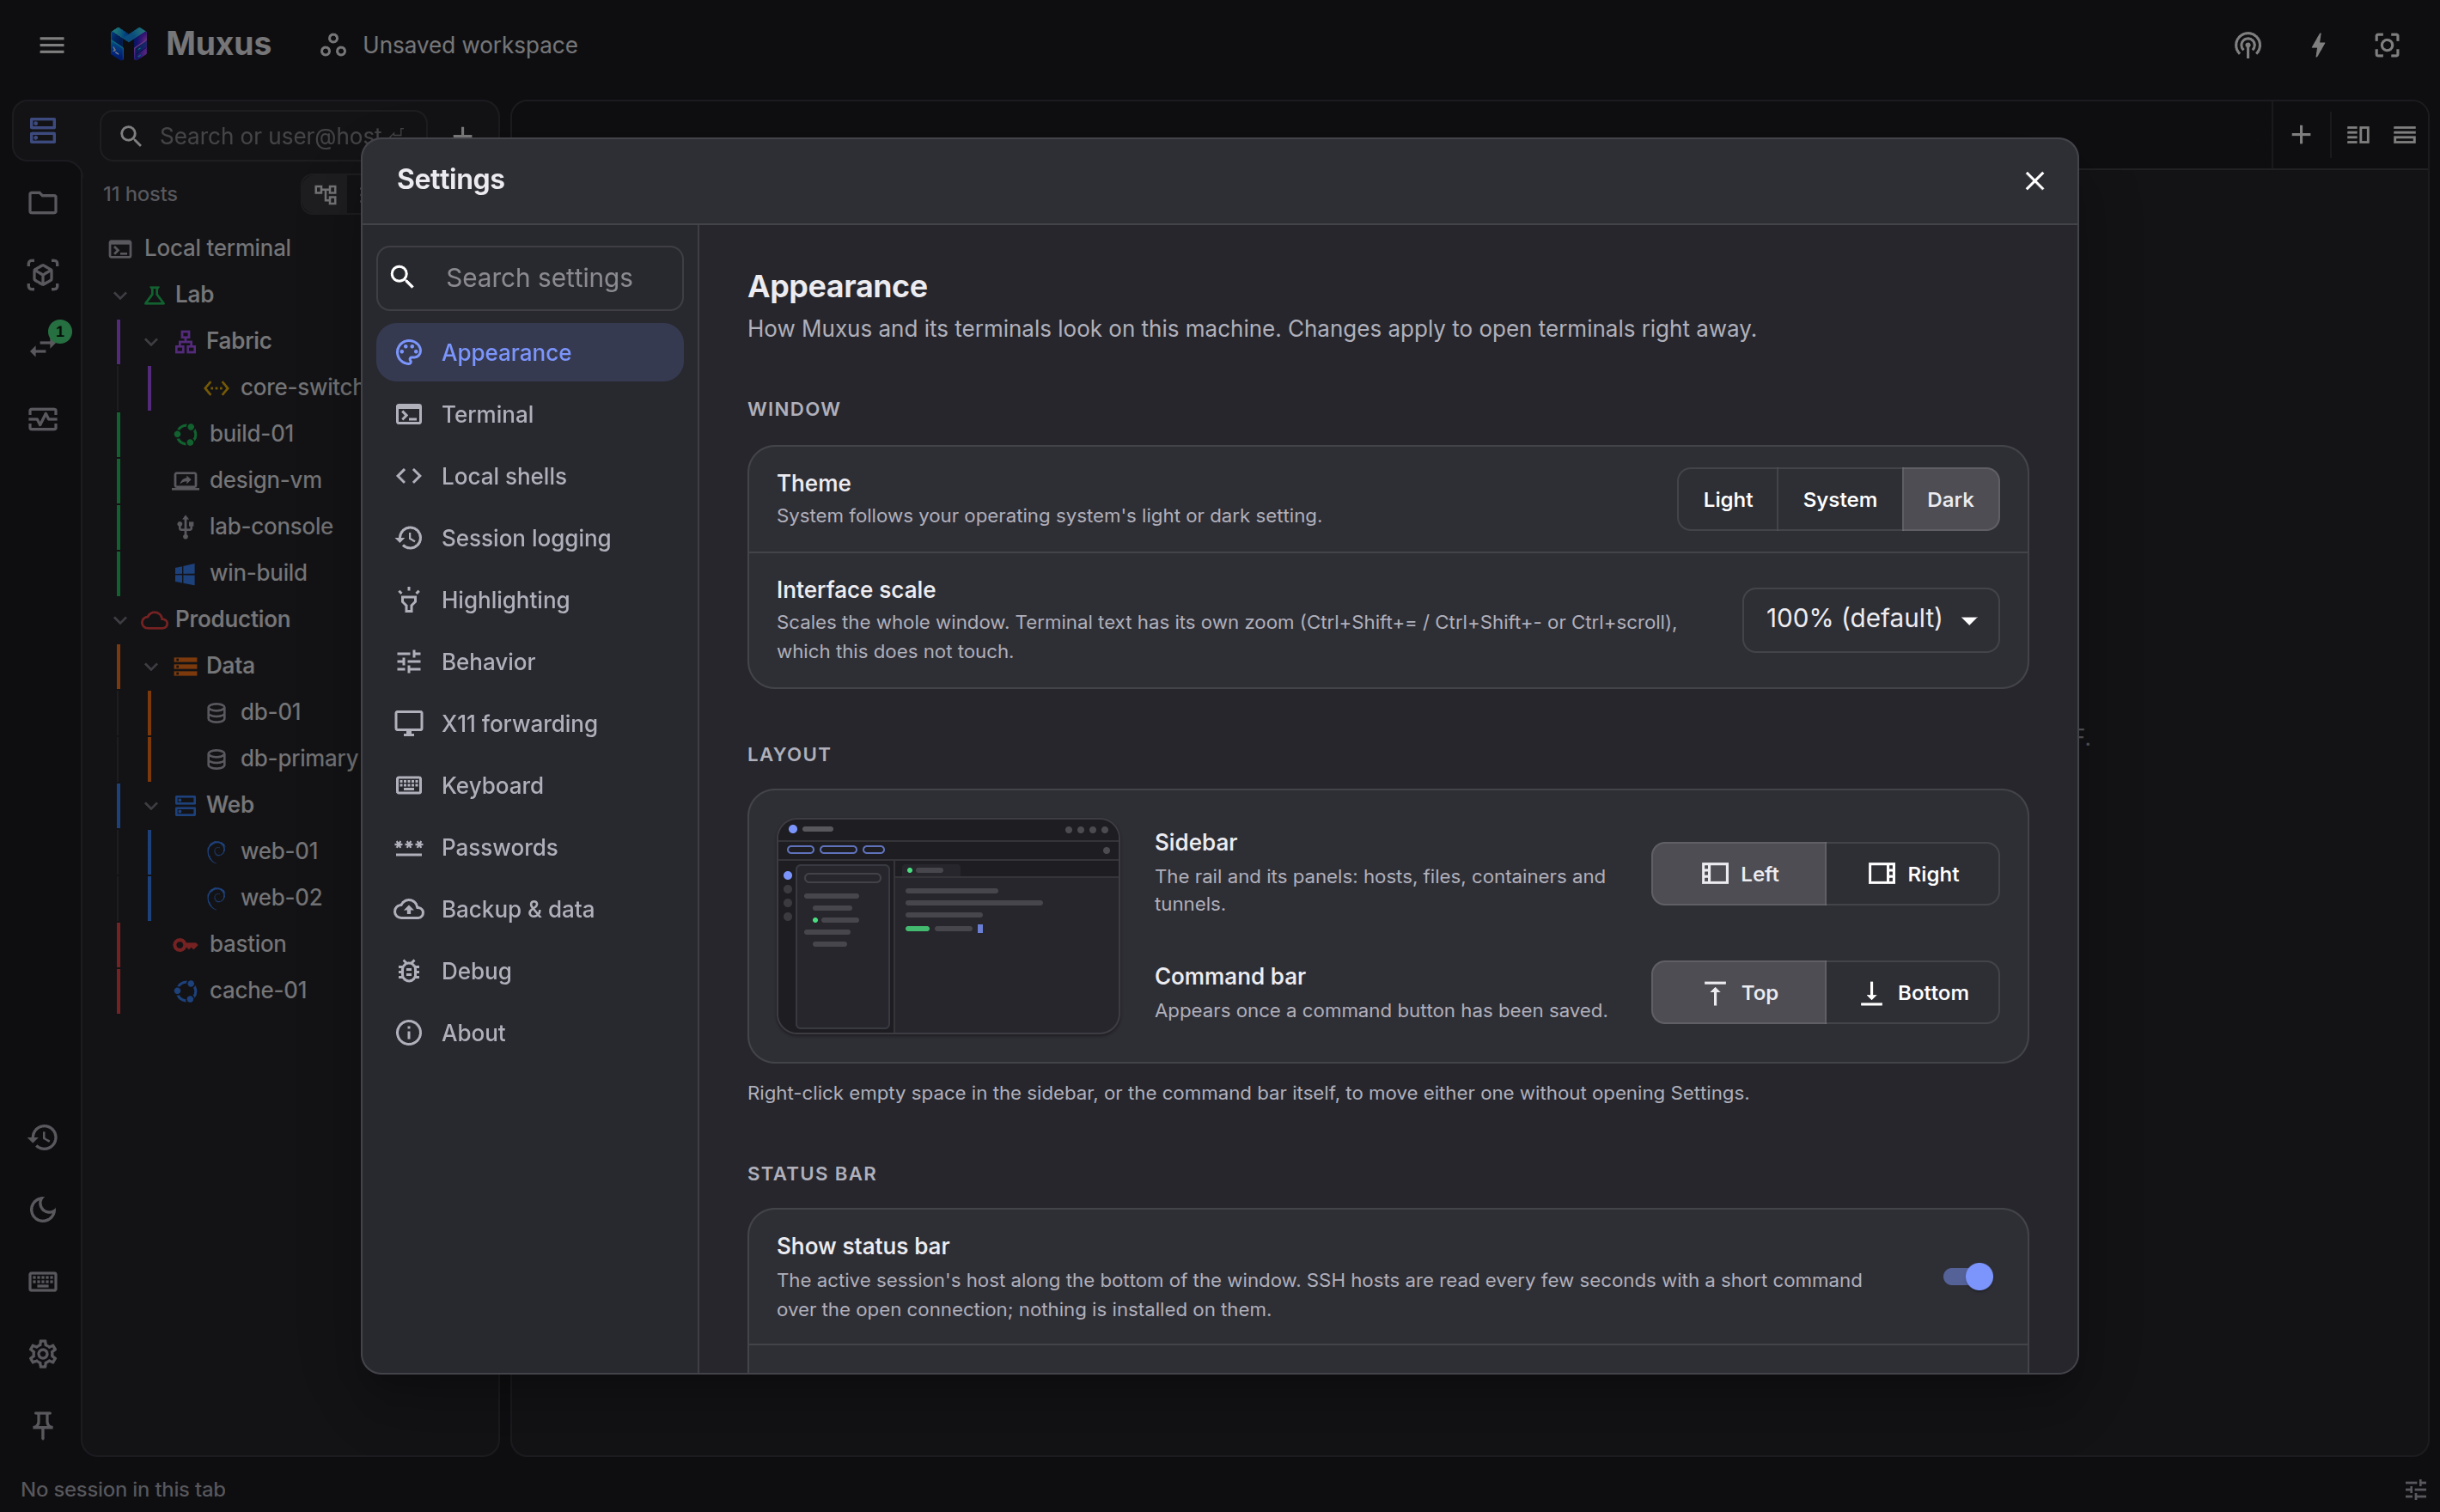 Muxus
Unsaved workspace
Search or user@host
11 hosts
Local terminal
Lab
Fabric
core-switch
build-01
design-vm
lab-console
win-build
Production
Data
db-01
db-primary
Web
web-01
web-02
bastion
cache-01
1
No session in this tab
Settings
Search settings
Appearance
Terminal
Local shells
Session logging
Highlighting
Behavior
X11 forwarding
Keyboard
Passwords
Backup & data
Debug
About
Appearance
How Muxus and its terminals look on this machine. Changes apply to open terminals right away.
WINDOW
Theme
System follows your operating system's light or dark setting.
Light
System
Dark
Interface scale
Scales the whole window. Terminal text has its own zoom (Ctrl+Shift+= / Ctrl+Shift+- or Ctrl+scroll),
which this does not touch.
100% (default)
LAYOUT
Sidebar
The rail and its panels: hosts, files, containers and
tunnels.
Left
Right
Command bar
Appears once a command button has been saved.
Top
Bottom
Right-click empty space in the sidebar, or the command bar itself, to move either one without opening Settings.
STATUS BAR
Show status bar
The active session's host along the bottom of the window. SSH hosts are read every few seconds with a short command
over the open connection; nothing is installed on them.